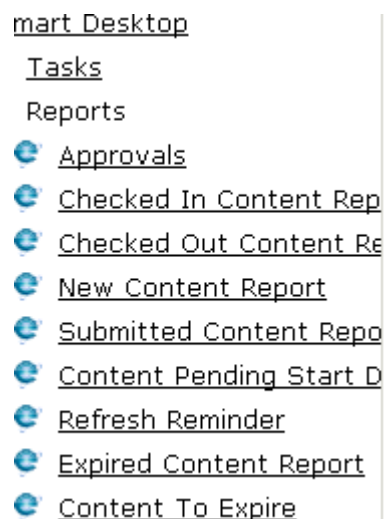 mart Desktop
Tasks
Reports
Approvals
Checked In Content Rep
Checked Out Content Re
New Content Report
Submitted Content Repo
Content Pending Start D
Refresh Reminder
Expired Content Report
Content To Expire